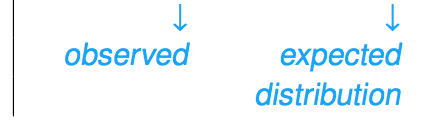 ↓ ↓
observed expected
distribution